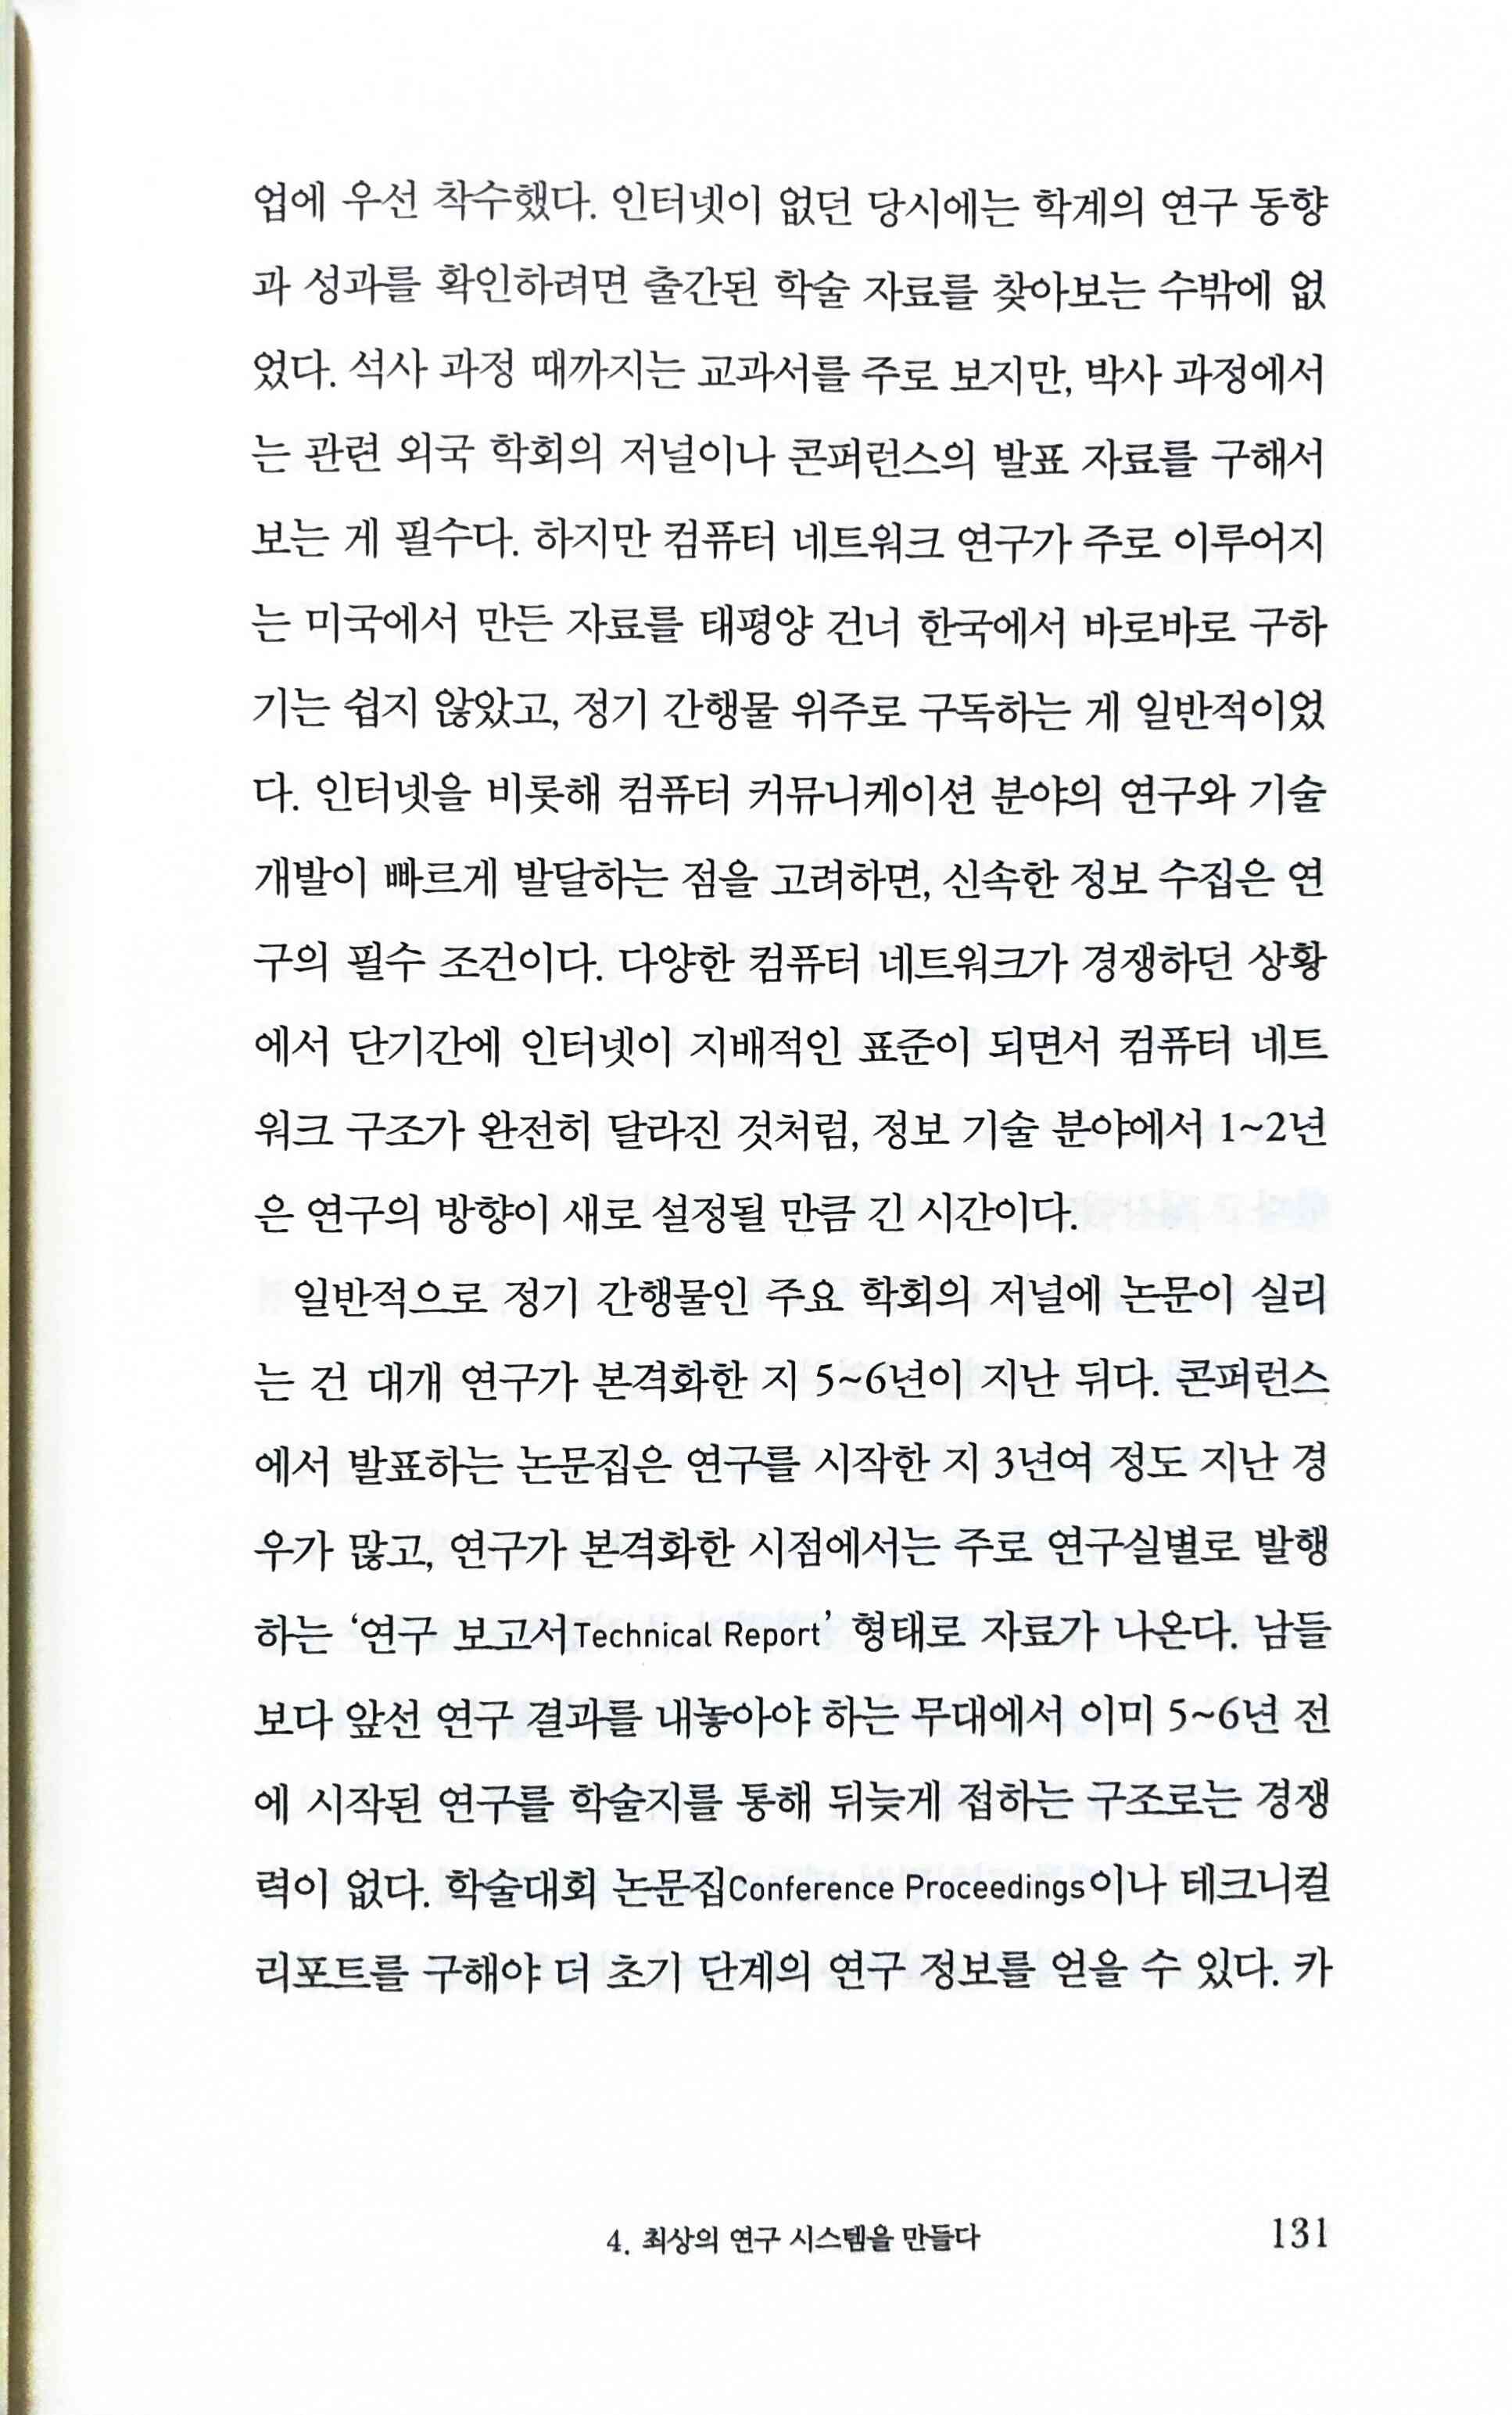 업에 우선 착수했다. 인터넷이 없던 당시에는 학계의 연구 동향
과 성과를 확인하려면 출간된 학술 자료를 찾아보는 수밖에 없
었다. 석사 과정 때까지는 교과서를 주로 보지만, 박사 과정에서
는 관련 외국 학회의 저널이나 콘퍼런스의 발표 자료를 구해서
보는 게 필수다. 하지만 컴퓨터 네트워크 연구가 주로 이루어지
는 미국에서 만든 자료를 태평양 건너 한국에서 바로바로 구하
기는 쉽지 않았고, 정기 간행물 위주로 구독하는 게 일반적이었
다. 인터넷을 비롯해 컴퓨터 커뮤니케이션 분야의 연구와 기술
개발이 빠르게 발달하는 점을 고려하면, 신속한 정보 수집은 연
구의 필수 조건이다. 다양한 컴퓨터 네트워크가 경쟁하던 상황
에서 단기간에 인터넷이 지배적인 표준이 되면서 컴퓨터 네트
워크 구조가 완전히 달라진 것처럼, 정보 기술 분야에서 1~2년
은 연구의 방향이 새로 설정될 만큼 긴 시간이다.
일반적으로 정기 간행물인 주요 학회의 저널에 논문이 실리
는 건 대개 연구가 본격화한 지 5~6년이 지난 뒤다. 콘퍼런스
에서 발표하는 논문집은 연구를 시작한 지 3년여 정도 지난 경
우가 많고, 연구가 본격화한 시점에서는 주로 연구실별로 발행
하는 ‘연구 보고서Technical Report’ 형태로 자료가 나온다. 남들
보다 앞선 연구 결과를 내놓아야 하는 무대에서 이미 5~6년 전
에 시작된 연구를 학술지를 통해 뒤늦게 접하는 구조로는 경쟁
력이 없다. 학술대회 논문집Conference Proceedings이나 테크니컬
리포트를 구해야 더 초기 단계의 연구 정보를 얻을 수 있다. 카
4. 최상의 연구 시스템을 만들다 131